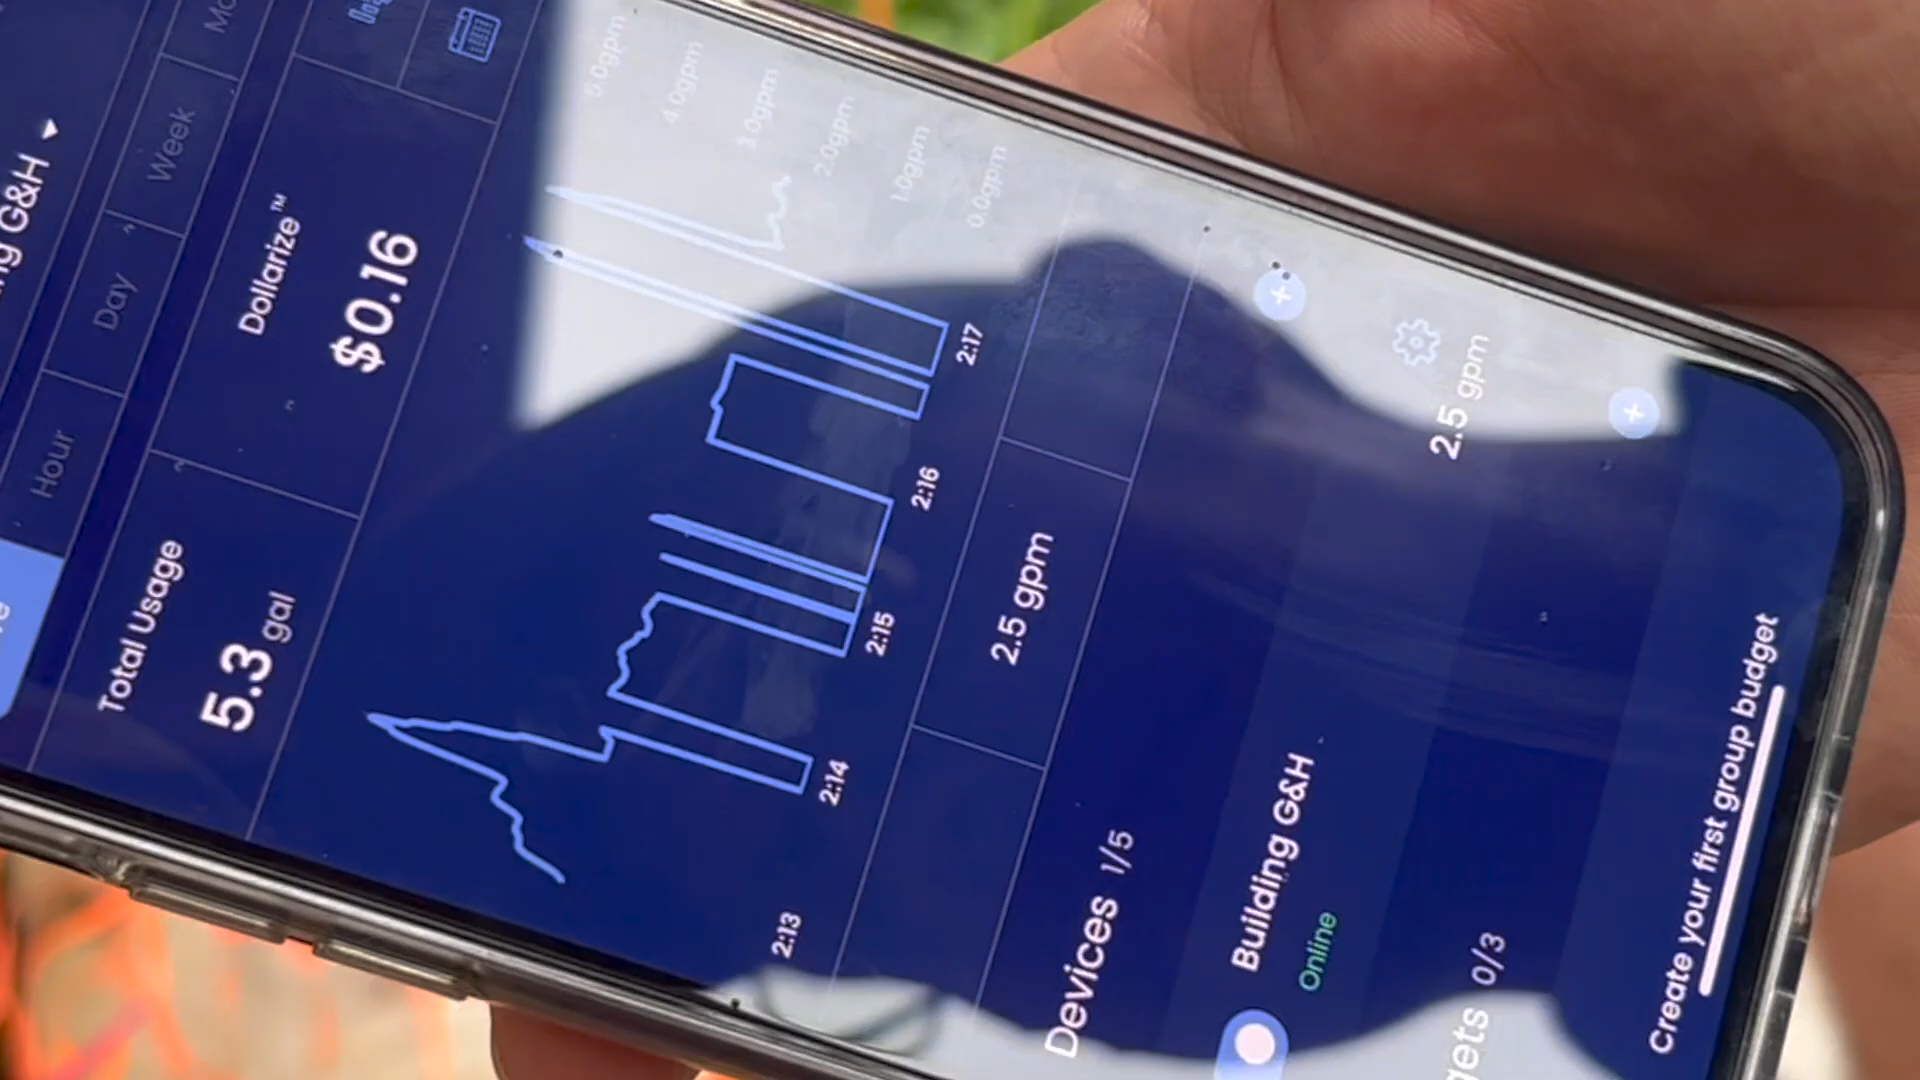 G&H
Hour
Day
Week
Total Usage
5.3 gal
Dollarize™
$0.16
5.0gpm
4.0gpm
3.0gpm
2.0gpm
1.0gpm
0.0gpm
2:13
2:14
2:15
2:16
2:17
2.5 gpm
Devices 1/5
Building G&H
Online
2.5 gpm
0/3
Create your first group budget